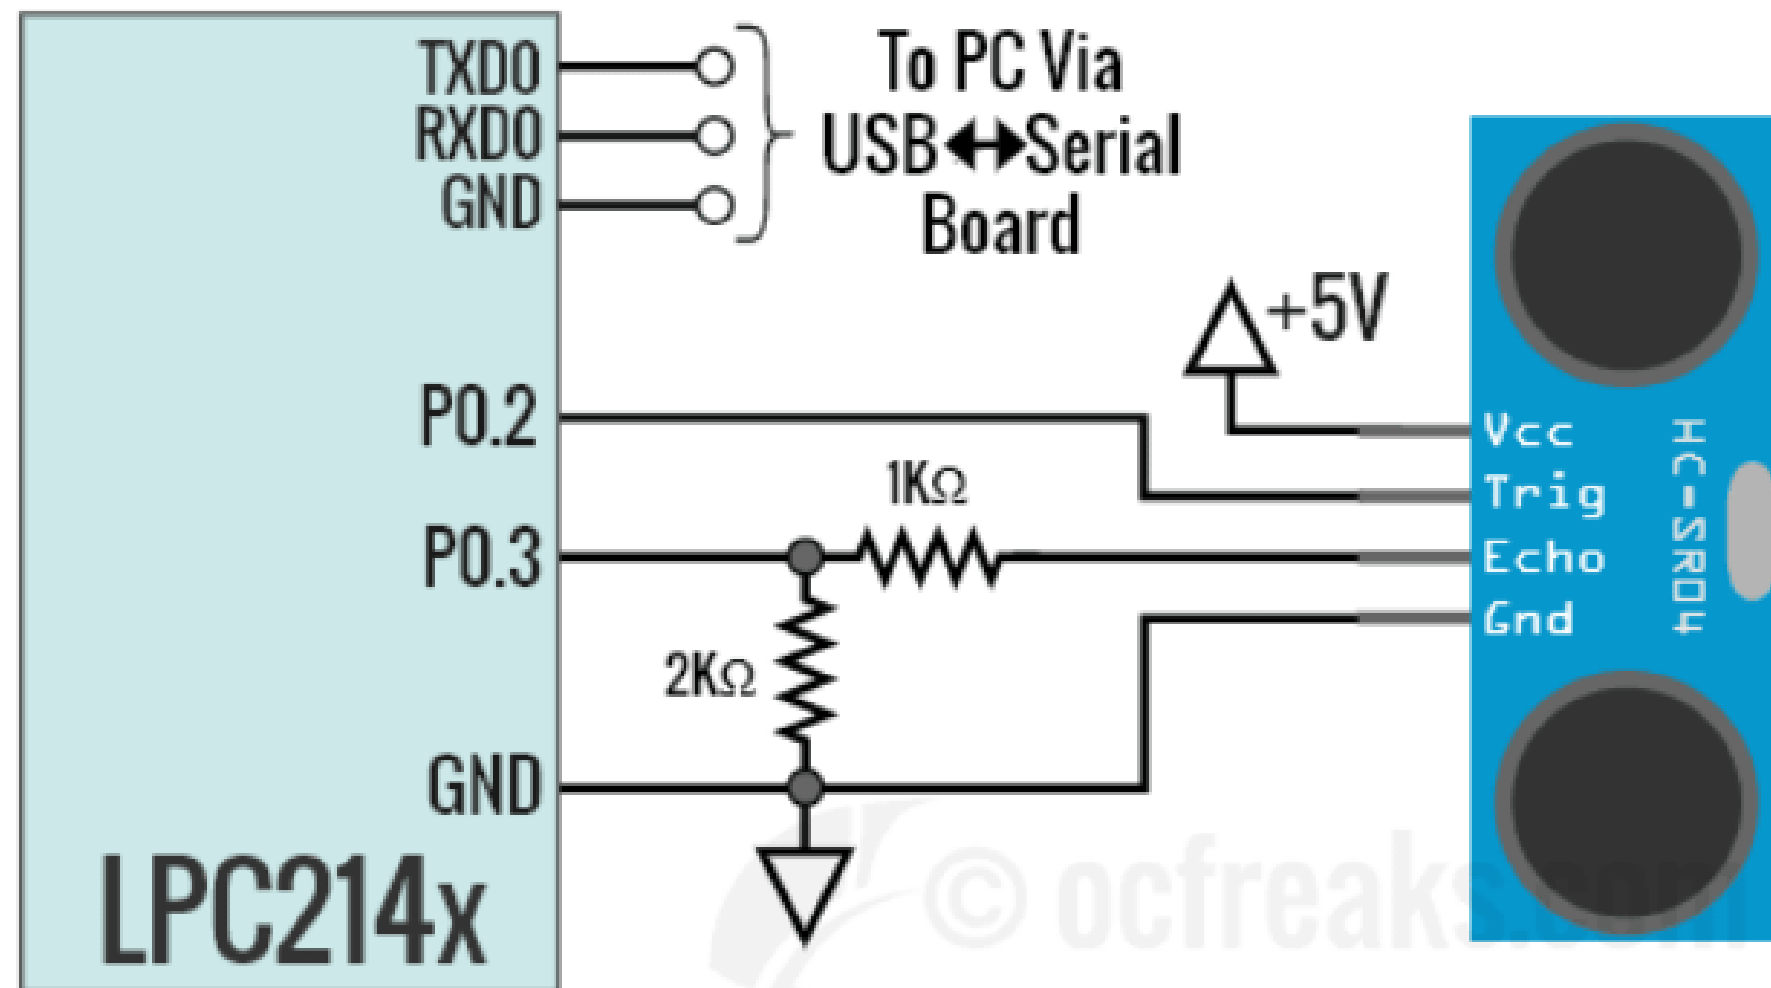 TXD0
RXD0
GND
To PC Via
USB↔Serial
Board
+5V
P0.2
1KΩ
P0.3
2KΩ
GND
LPC214x
Vcc
Trig
Echo
Gnd
HC-SR04
© ocfreaks.com